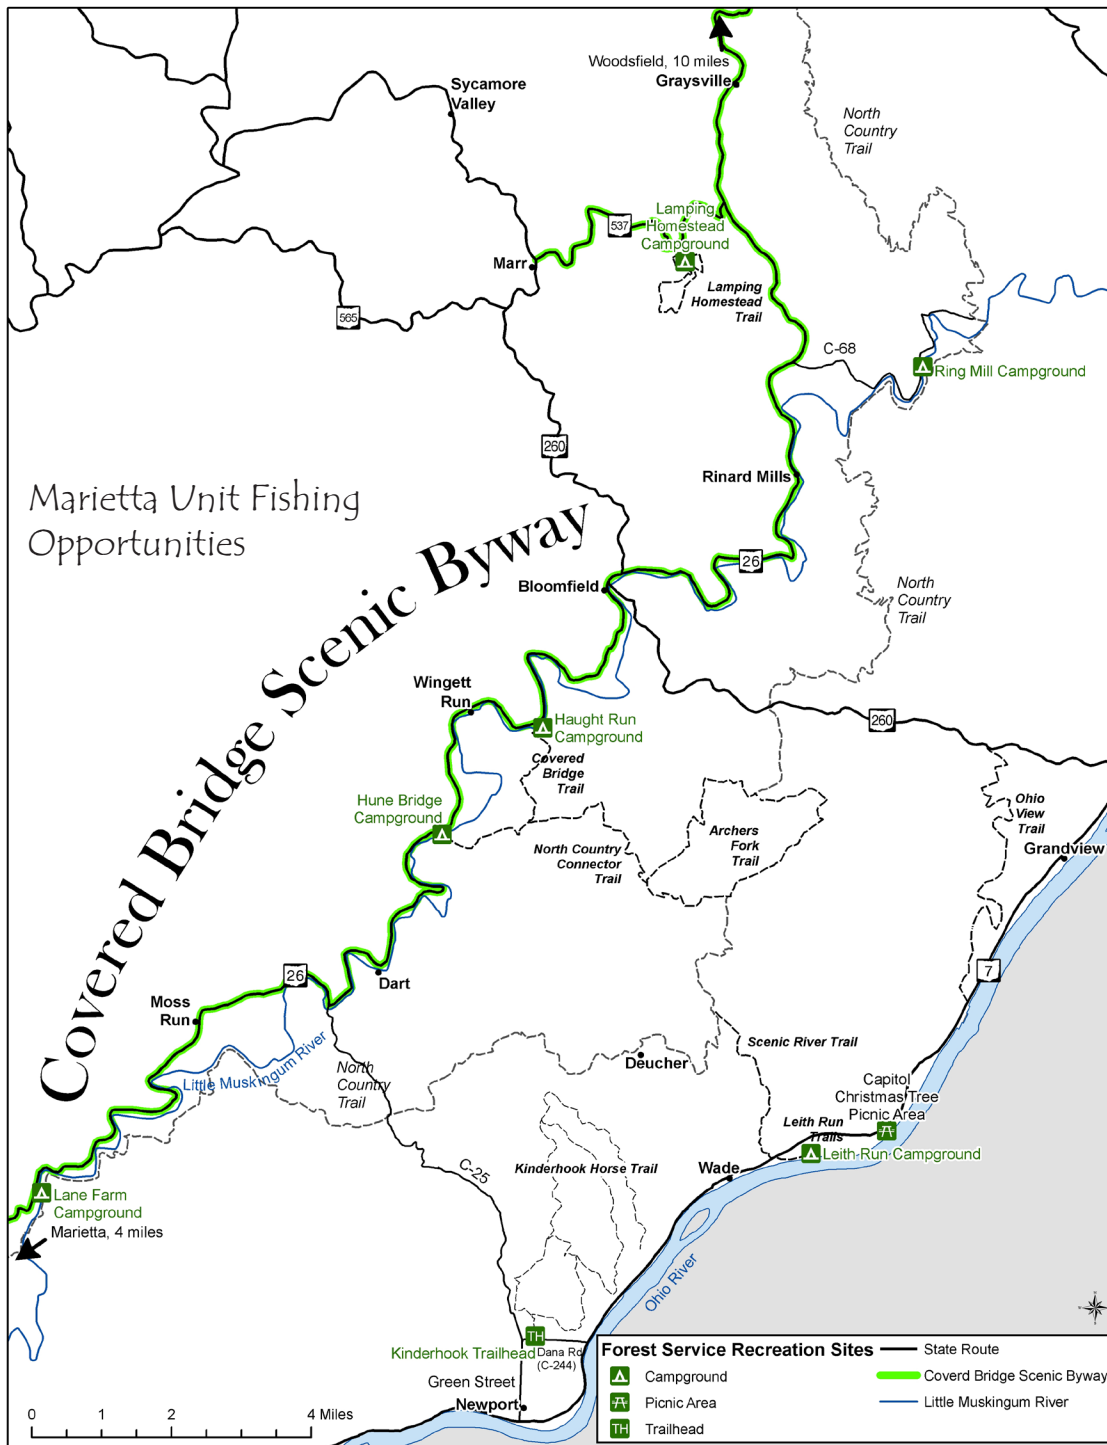 Woodsfield, 10 miles
Graysville
Sycamore
Valley
North
Country
Trail
Lamping
Homestead
Campground
537
Marr
Lamping
Homestead
Trail
565
C-68
Ring Mill Campground
260
Rinard Mills
Marietta Unit Fishing
Opportunities
Covered Bridge Scenic Byway
26
Bloomfield
North
Country
Trail
Wingett
Run
Haught Run
Campground
260
Covered
Bridge
Trail
Hune Bridge
Campground
Ohio
View
Trail
Archers
Fork
Trail
North Country
Connector
Trail
Grandview
26
7
Dart
Moss
Run
Little Muskingum River
North
Country
Trail
Scenic River Trail
Deucher
Capitol
Christmas Tree
Picnic Area
Leith Run
Trails
Leith Run Campground
Kinderhook Horse Trail
Wade
C-25
Lane Farm
Campground
Marietta, 4 miles
Ohio River
TH
Kinderhook Trailhead
Dana Rd
(C-244)
Green Street
Newport
0 1 2 4 Miles
Forest Service Recreation Sites
Campground
Picnic Area
TH Trailhead
State Route
Coverd Bridge Scenic Byway
Little Muskingum River